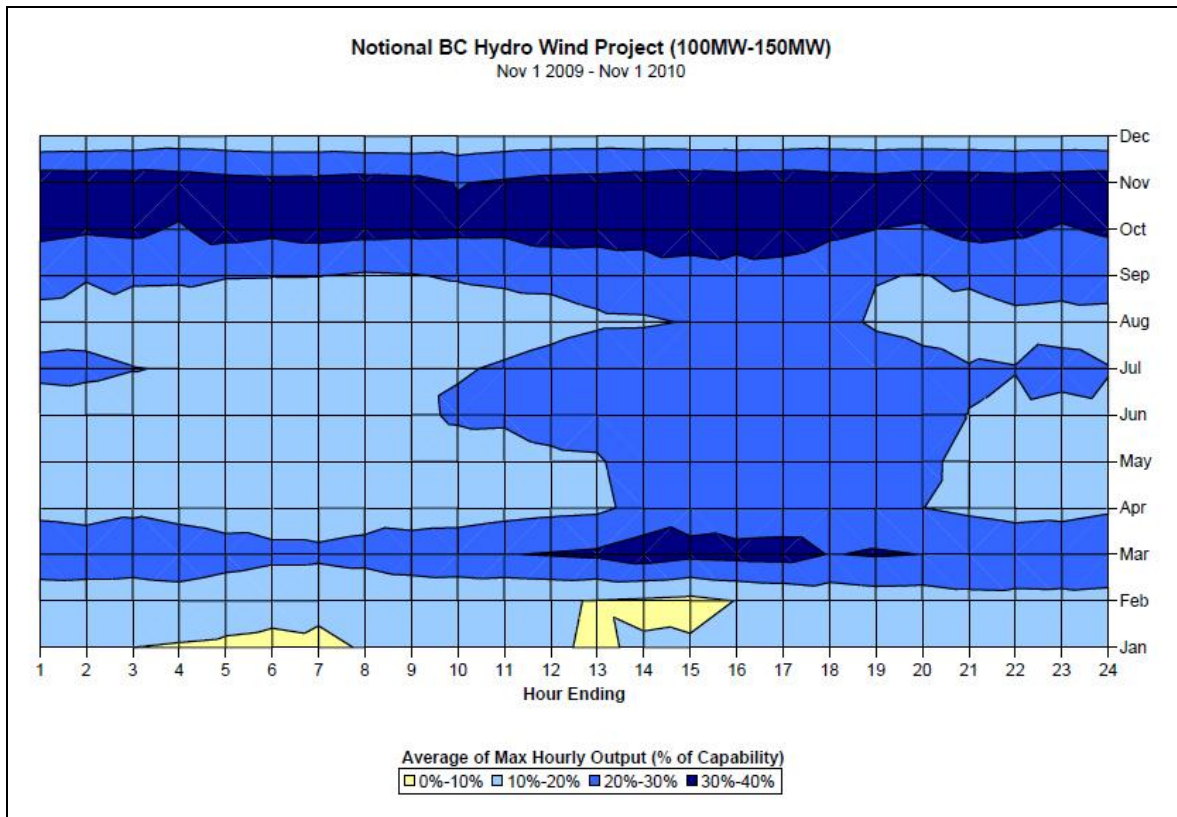 Notional BC Hydro Wind Project (100MW-150MW)
Nov 1 2009 - Nov 1 2010
Dec
Nov
Oct
Sep
Aug
Jul
Jun
May
Apr
Mar
Feb
Jan
1 2 3 4 5 6 7 8 9 10 11 12 13 14 15 16 17 18 19 20 21 22 23 24
Hour Ending
Average of Max Hourly Output (% of Capability)
0%-10% 10%-20% 20%-30% 30%-40%